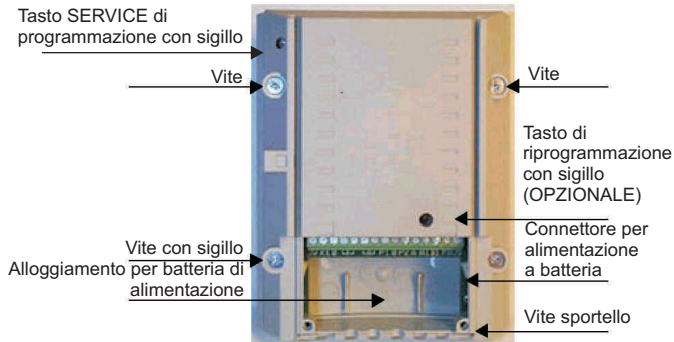 Tasto SERVICE di
programmazione con sigillo
Vite
Vite
Tasto di
riprogrammazione
con sigillo
(OPZIONALE)
Vite con sigillo
Alloggiamento per batteria di
alimentazione
Connettore per
alimentazione
a batteria
Vite sportello